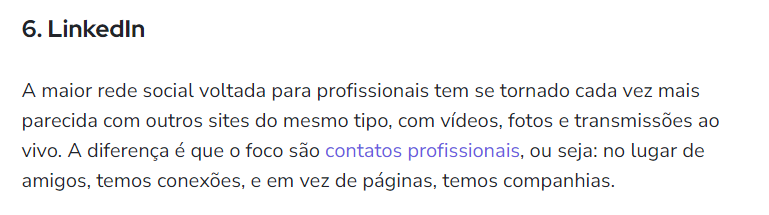 6. LinkedIn
A maior rede social voltada para profissionais tem se tornado cada vez mais
parecida com outros sites do mesmo tipo, com vídeos, fotos e transmissões ao
vivo. A diferença é que o foco são contatos profissionais, ou seja: no lugar de
amigos, temos conexões, e em vez de páginas, temos companhias.